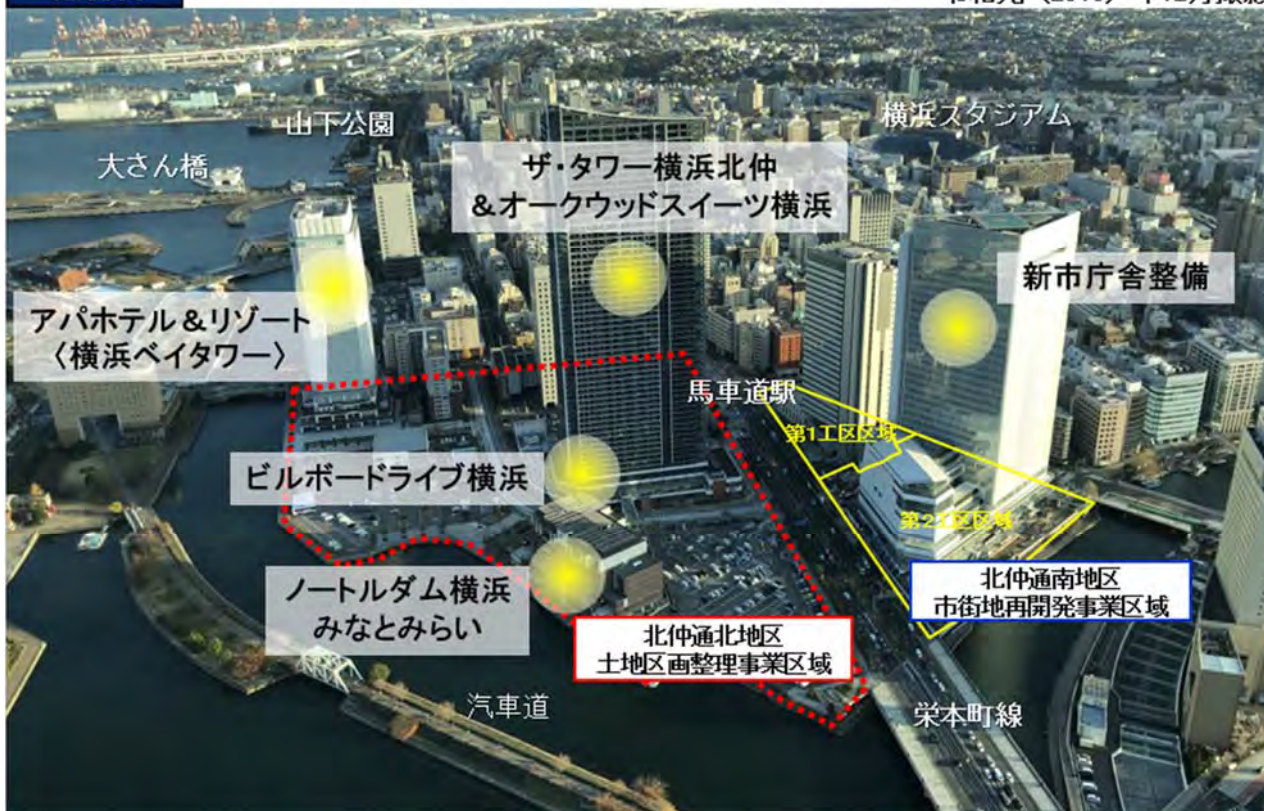 山下公園
横浜スタジアム
大さん橋
ザ・タワー横浜北仲
&オークウッドスイーツ横浜
新市庁舎整備
アパホテル&リゾート
〈横浜ベイタワー〉
馬車道駅
第1工区区域
ビルボードライブ横浜
第2工区区域
ノートルダム横浜
みなとみらい
北仲通南地区
市街地再開発事業区域
北仲通北地区
土地区画整理事業区域
汽車道
栄本町線